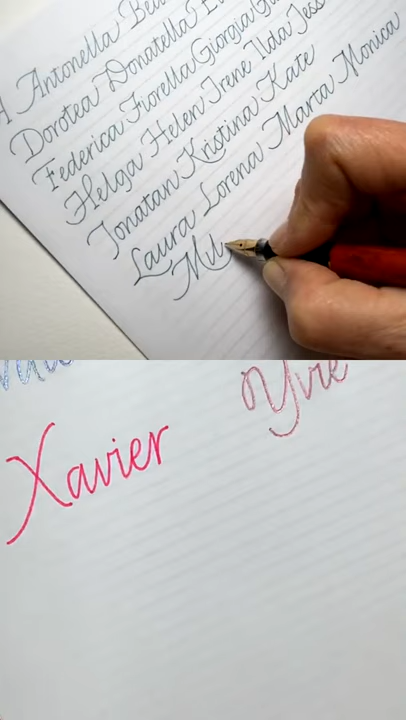 A Antonella
Dorotea Donatella
Federica Fiorella Giorgia
Helga Helen Irene Ilda Jess
Jonatan Kristina Kate
Laura Lorena Marta Monica
Xavier